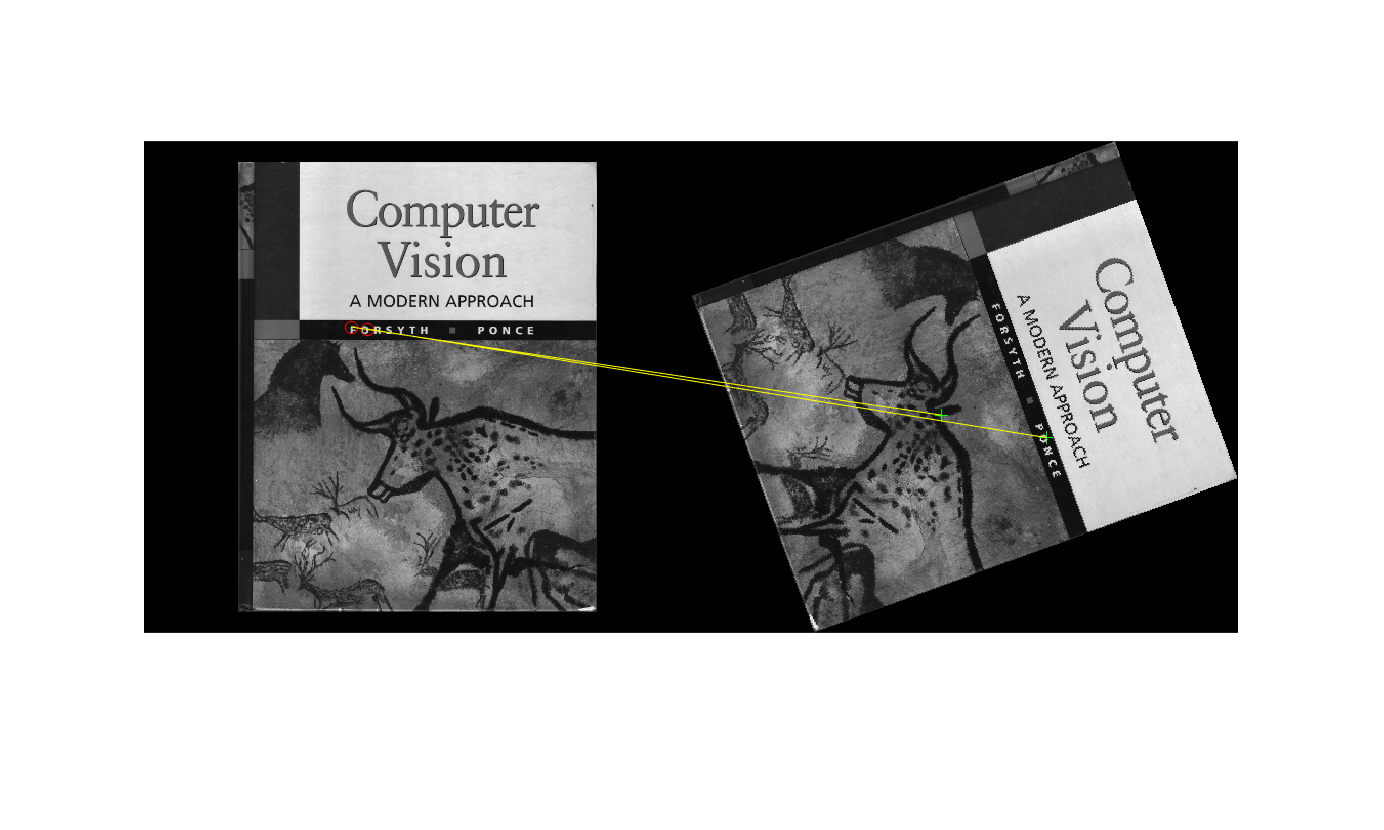 Computer
Vision
A MODERN APPROACH
FORSYTH ■ PONCE
Computer
Vision
A MODERN APPROACH
FORSYTH ■ PONCE